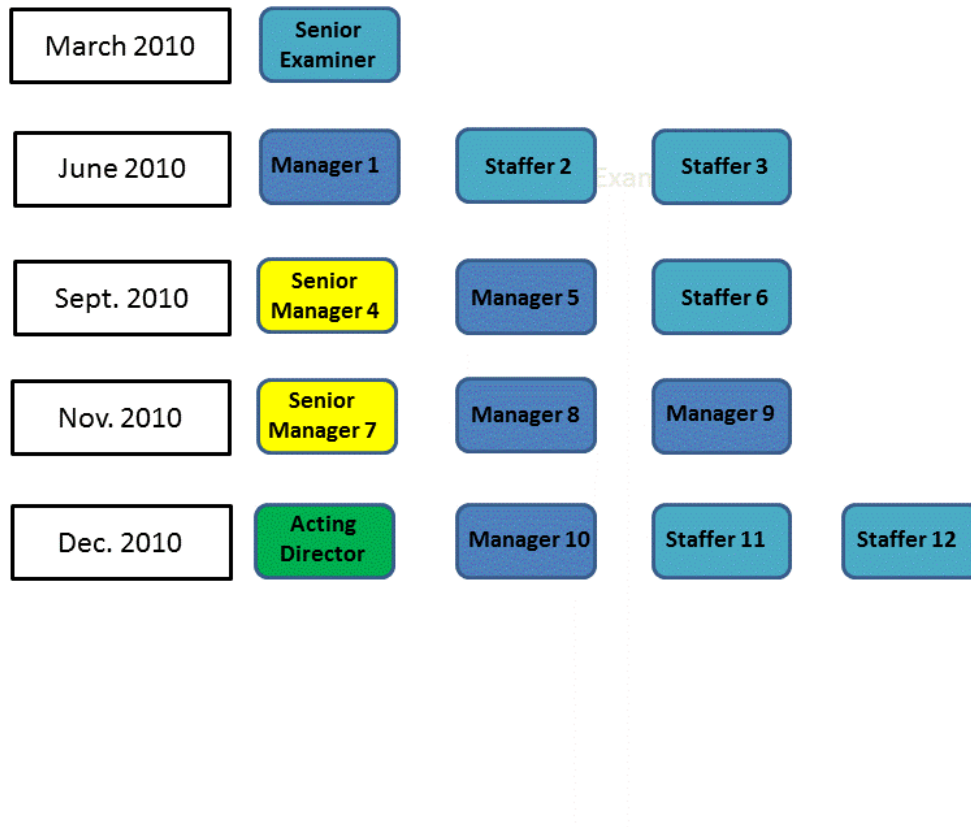 March 2010
Senior
Examiner
June 2010
Manager 1
Staffer 2
Exam
Staffer 3
Sept. 2010
Senior
Manager 4
Manager 5
Staffer 6
Nov. 2010
Senior
Manager 7
Manager 8
Manager 9
Dec. 2010
Acting
Director
Manager 10
Staffer 11
Staffer 12